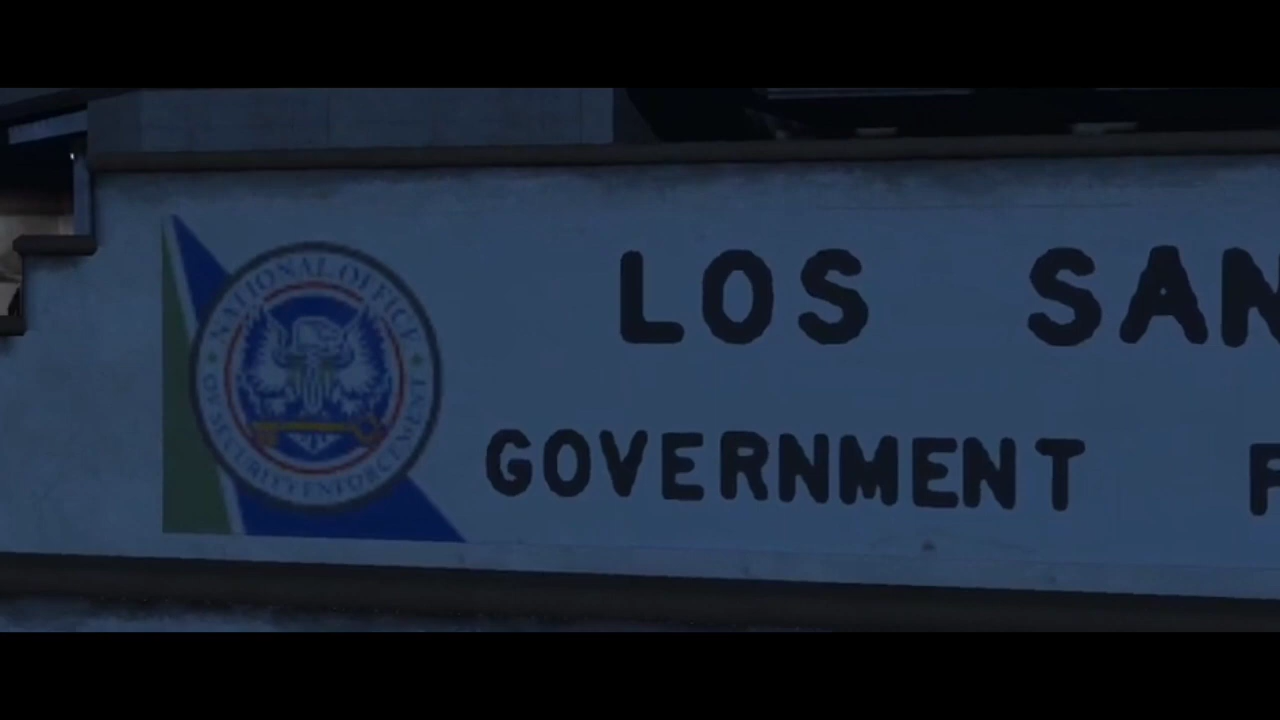 NATIONAL OFFICE
OF SECURITY ENFORCEMENT
LOS SAN
GOVERNMENT F